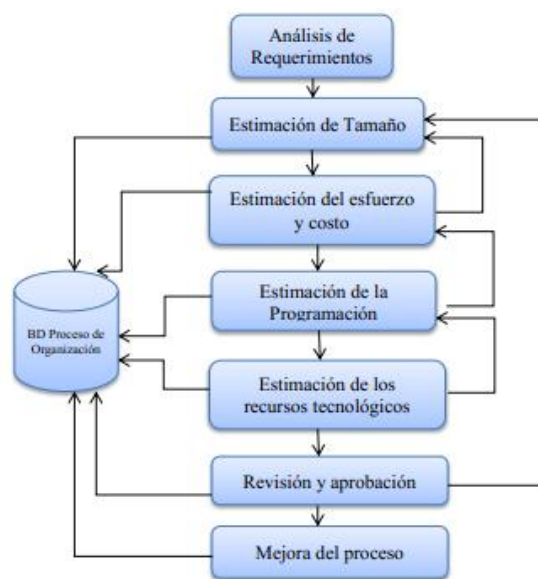 Análisis de
Requerimientos
Estimación de Tamaño
Estimación del esfuerzo
y costo
BD Proceso de
Organización
Estimación de la
Programación
Estimación de los
recursos tecnológicos
Revisión y aprobación
Mejora del proceso